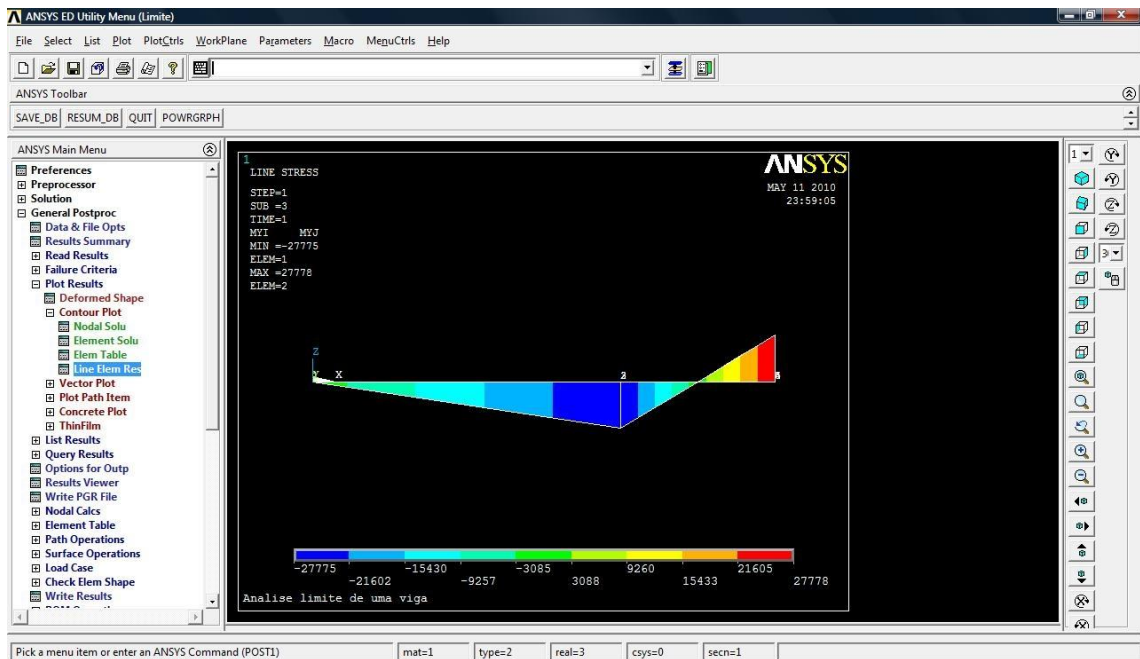 ANSYS ED Utility Menu (Limite)
File Select List Plot PlotCtrls WorkPlane Parameters Macro MenuCtrls Help
ANSYS Toolbar
SAVE_DB RESUM_DB QUIT POWRGRPH
ANSYS Main Menu
Preferences
Preprocessor
Solution
General Postproc
Data & File Opts
Results Summary
Read Results
Failure Criteria
Plot Results
Deformed Shape
Contour Plot
Nodal Solu
Element Solu
Elem Table
Line Elem Res
Vector Plot
Plot Path Item
Concrete Plot
ThinFilm
List Results
Query Results
Options for Outp
Results Viewer
Write PGR File
Nodal Calcs
Element Table
Path Operations
Surface Operations
Load Case
Check Elem Shape
Write Results
1
LINE STRESS
STEP=1
SUB =3
TIME=1
MYI MYJ
MIN =-27775
ELEM=1
MAX =27778
ELEM=2
ANSYS
MAY 11 2010
23:59:05
Z
X
-27775 -15430 -3085 9260 21605
-21602 -9257 3088 15433 27778
Analise limite de uma viga
1
3
Pick a menu item or enter an ANSYS Command (POST1) mat=1 type=2 real=3 csys=0 secn=1